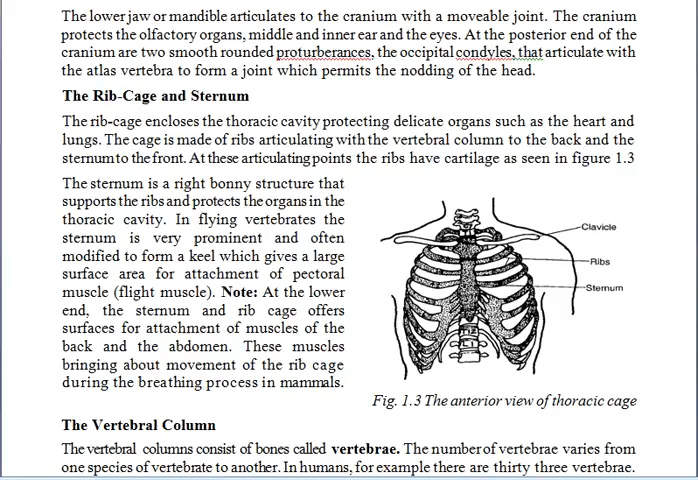 The lower jaw or mandible articulates to the cranium with a moveable joint. The cranium
protects the olfactory organs, middle and inner ear and the eyes. At the posterior end of the
cranium are two smooth rounded proturberances, the occipital condyles, that articulate with
the atlas vertebra to form a joint which permits the nodding of the head.
The Rib-Cage and Sternum
The rib-cage encloses the thoracic cavity protecting delicate organs such as the heart and
lungs. The cage is made of ribs articulating with the vertebral column to the back and the
sternum to the front. At these articulating points the ribs have cartilage as seen in figure 1.3
The sternum is a right bonny structure that
supports the ribs and protects the organs in the
thoracic cavity. In flying vertebrates the
sternum is very prominent and often
modified to form a keel which gives a large
surface area for attachment of pectoral
muscle (flight muscle). Note: At the lower
end, the sternum and rib cage offers
surfaces for attachment of muscles of the
back and the abdomen. These muscles
bringing about movement of the rib cage
during the breathing process in mammals.
Clavicle
Ribs
Sternum
T12
L1
Fig. 1.3 The anterior view of thoracic cage
The Vertebral Column
The vertebral columns consist of bones called vertebrae. The number of vertebrae varies from
one species of vertebrate to another. In humans, for example there are thirty three vertebrae.